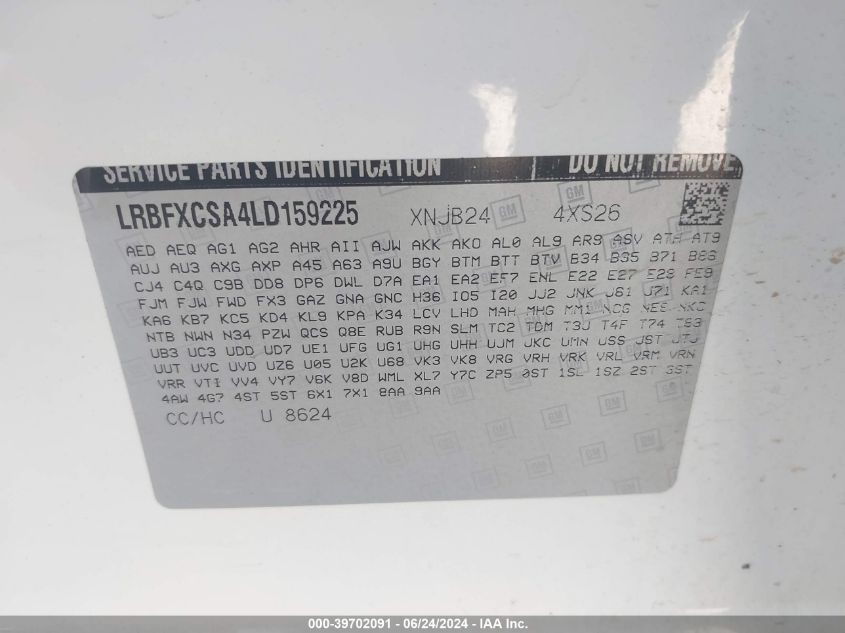 SERVICE PARTS IDENTIFICATION DO NOT REMOVE
LRBFXCSA4LD159225 XNJB24 4XS26
AED AEQ AG1 AG2 AHR AII AJW AKK AKO AL0 AL9 AR9 ASV ATH AT9
AUJ AU3 AXG AXP A45 A63 A9U BGY BTM BTT BTV B34 B35 B71 B86
CJ4 C4Q C9B DD8 DP6 DWL D7A EA1 EA2 EF7 ENL E22 E27 E28 FE9
FJM FJW FWD FX3 GAZ GNA GNC H36 IO5 I20 JJ2 JNK J61 J71 KA1
KA6 KB7 KC5 KD4 KL9 KPA K34 LCV LHD MAH MHG MM1 NCG NE8 NKC
NTB NWN N34 PZW QCS Q8E RUB R9N SLM TC2 TDM T3U T4F T74 T83
UB3 UC3 UDD UD7 UE1 UFG UG1 UHG UHH UJM UKC UMN USS JST UTJ
UUT UVC UVD UZ6 U05 U2K U68 VK3 VK8 VRG VRH VRK VRL VRM VRN
VRR VTI VV4 VY7 V6K V8D WML XL7 Y7C ZP5 0ST 1SL 1SZ 2ST 3ST
4AW 4G7 4ST 5ST 6X1 7X1 8AA 9AA
CC/HC U 8624
000-39702091 - 06/24/2024 - IAA Inc.